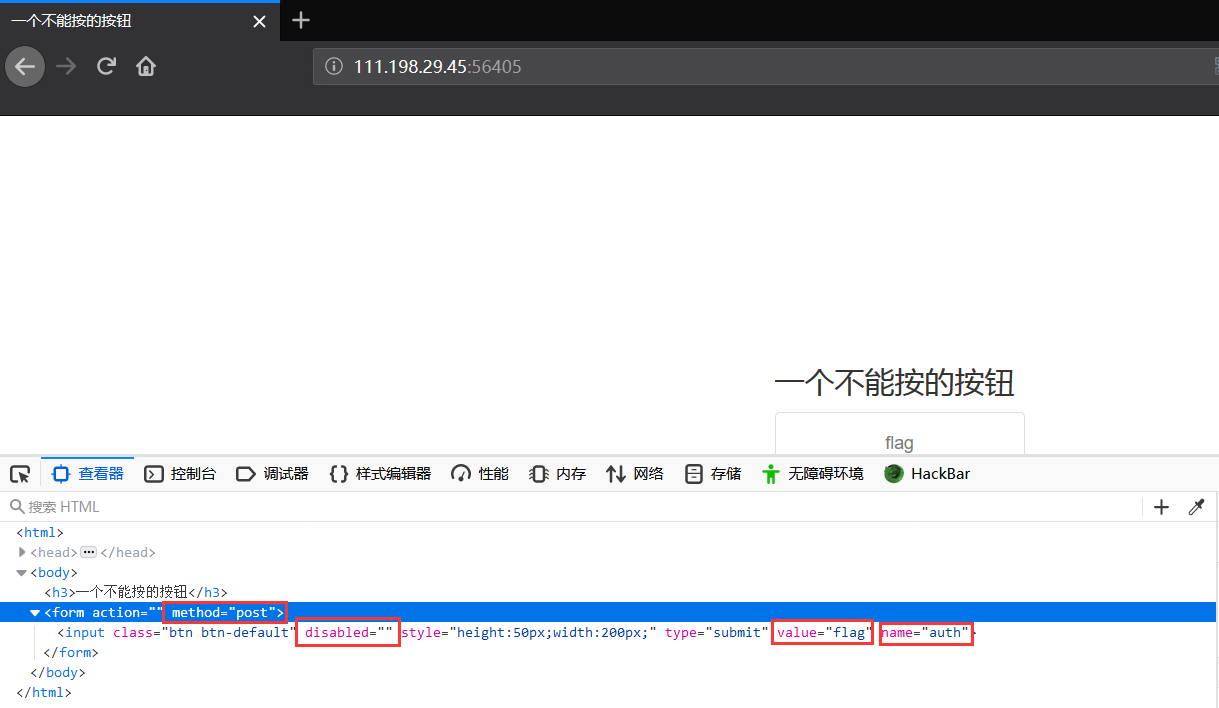 一个不能按的按钮
111.198.29.45:56405
一个不能按的按钮
flag
查看器 控制台 调试器 {} 样式编辑器 性能 内存 网络 存储 无障碍环境 HackBar
搜索 HTML
<html>
<head>···</head>
<body>
<h3>一个不能按的按钮</h3>
<form action="" method="post">
<input class="btn btn-default" disabled="" style="height:50px;width:200px;" type="submit" value="flag" name="auth">
</form>
</body>
</html>